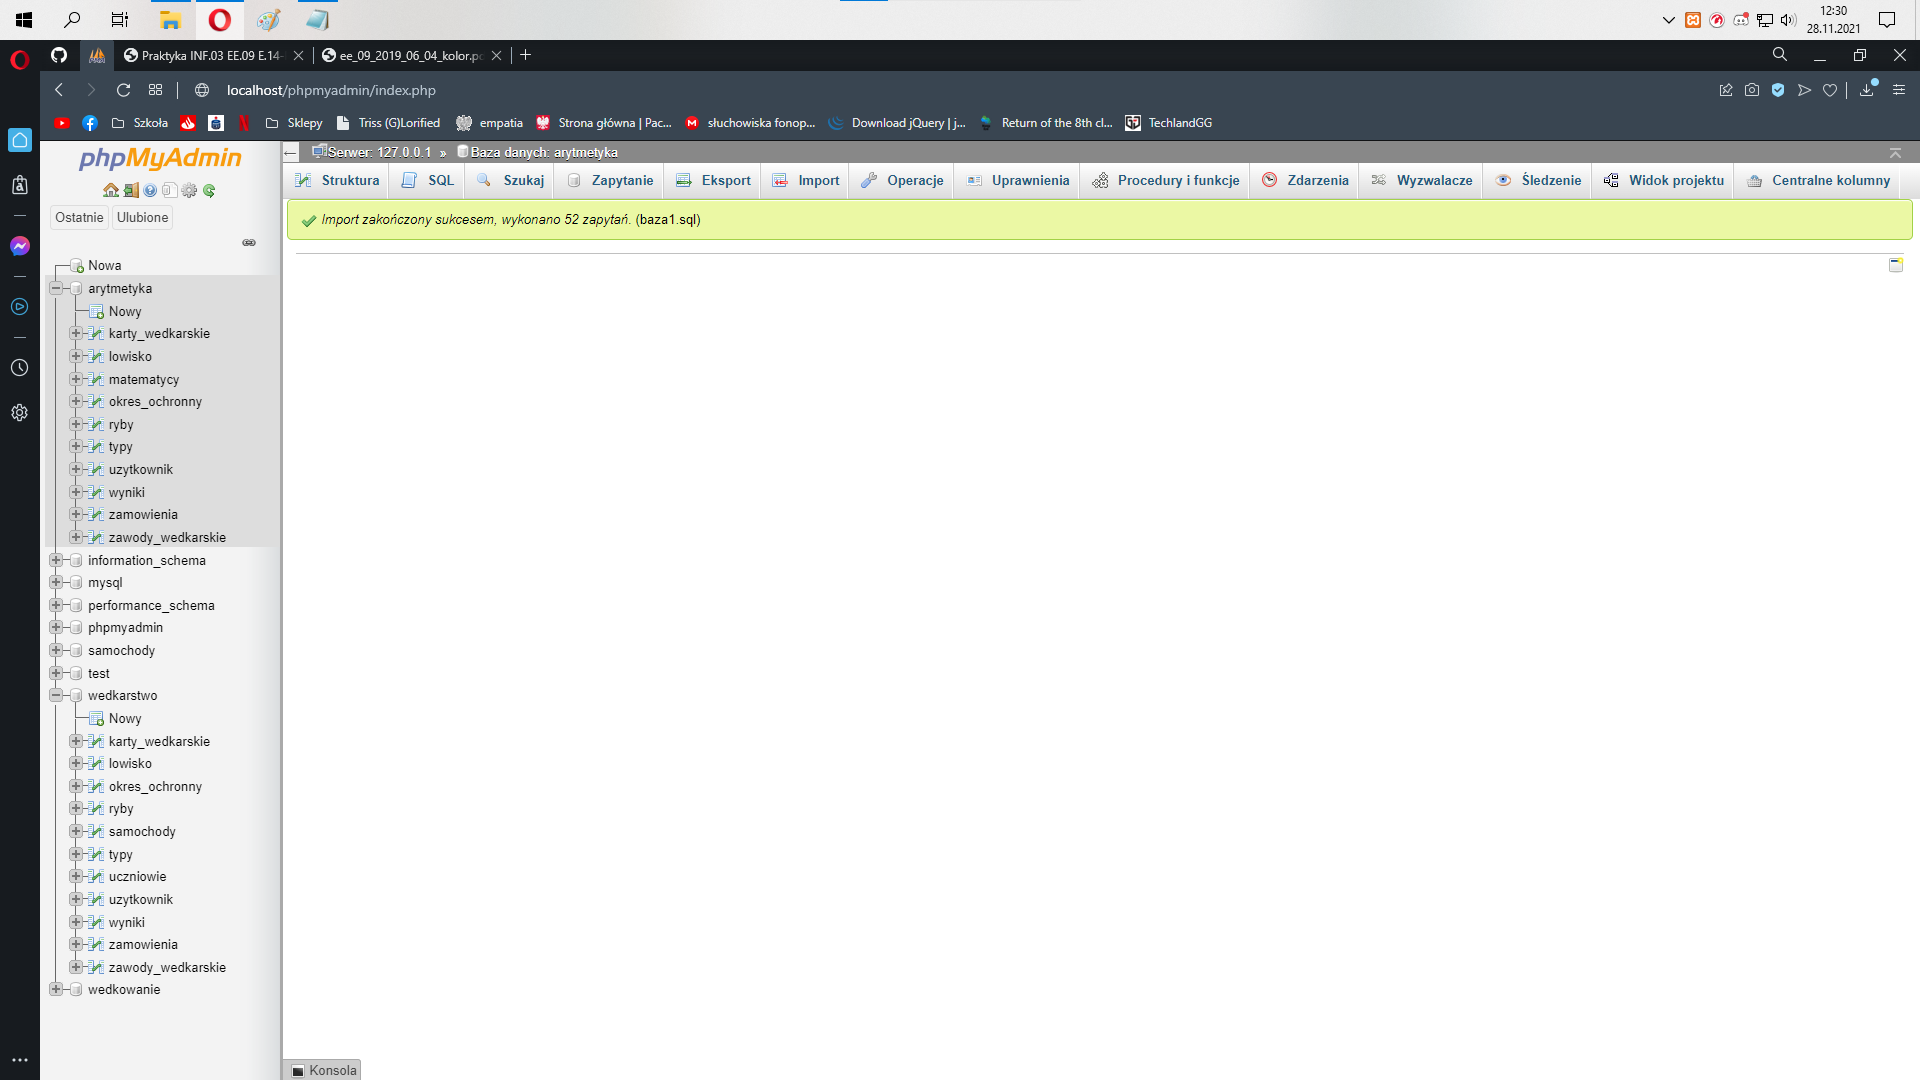 12:30
28.11.2021
Praktyka INF.03 EE.09 E.14-
ee_09_2019_06_04_kolor.pd
localhost/phpmyadmin/index.php
Szkoła
Sklepy
Triss (G)Lorified
empatia
Strona główna | Pac...
słuchowiska fonop...
Download jQuery | j...
Return of the 8th cl...
TechlandGG
phpMyAdmin
Ostatnie Ulubione
Nowa
arytmetyka
Nowy
karty_wedkarskie
lowisko
matematycy
okres_ochronny
ryby
typy
uzytkownik
wyniki
zamowienia
zawody_wedkarskie
information_schema
mysql
performance_schema
phpmyadmin
samochody
test
wedkarstwo
Nowy
karty_wedkarskie
lowisko
okres_ochronny
ryby
samochody
typy
uczniowie
uzytkownik
wyniki
zamowienia
zawody_wedkarskie
wedkowanie
Serwer: 127.0.0.1 » Baza danych: arytmetyka
Struktura SQL Szukaj Zapytanie Eksport Import Operacje Uprawnienia Procedury i funkcje Zdarzenia Wyzwalacze Śledzenie Widok projektu Centralne kolumny
Import zakończony sukcesem, wykonano 52 zapytań. (baza1.sql)
Konsola